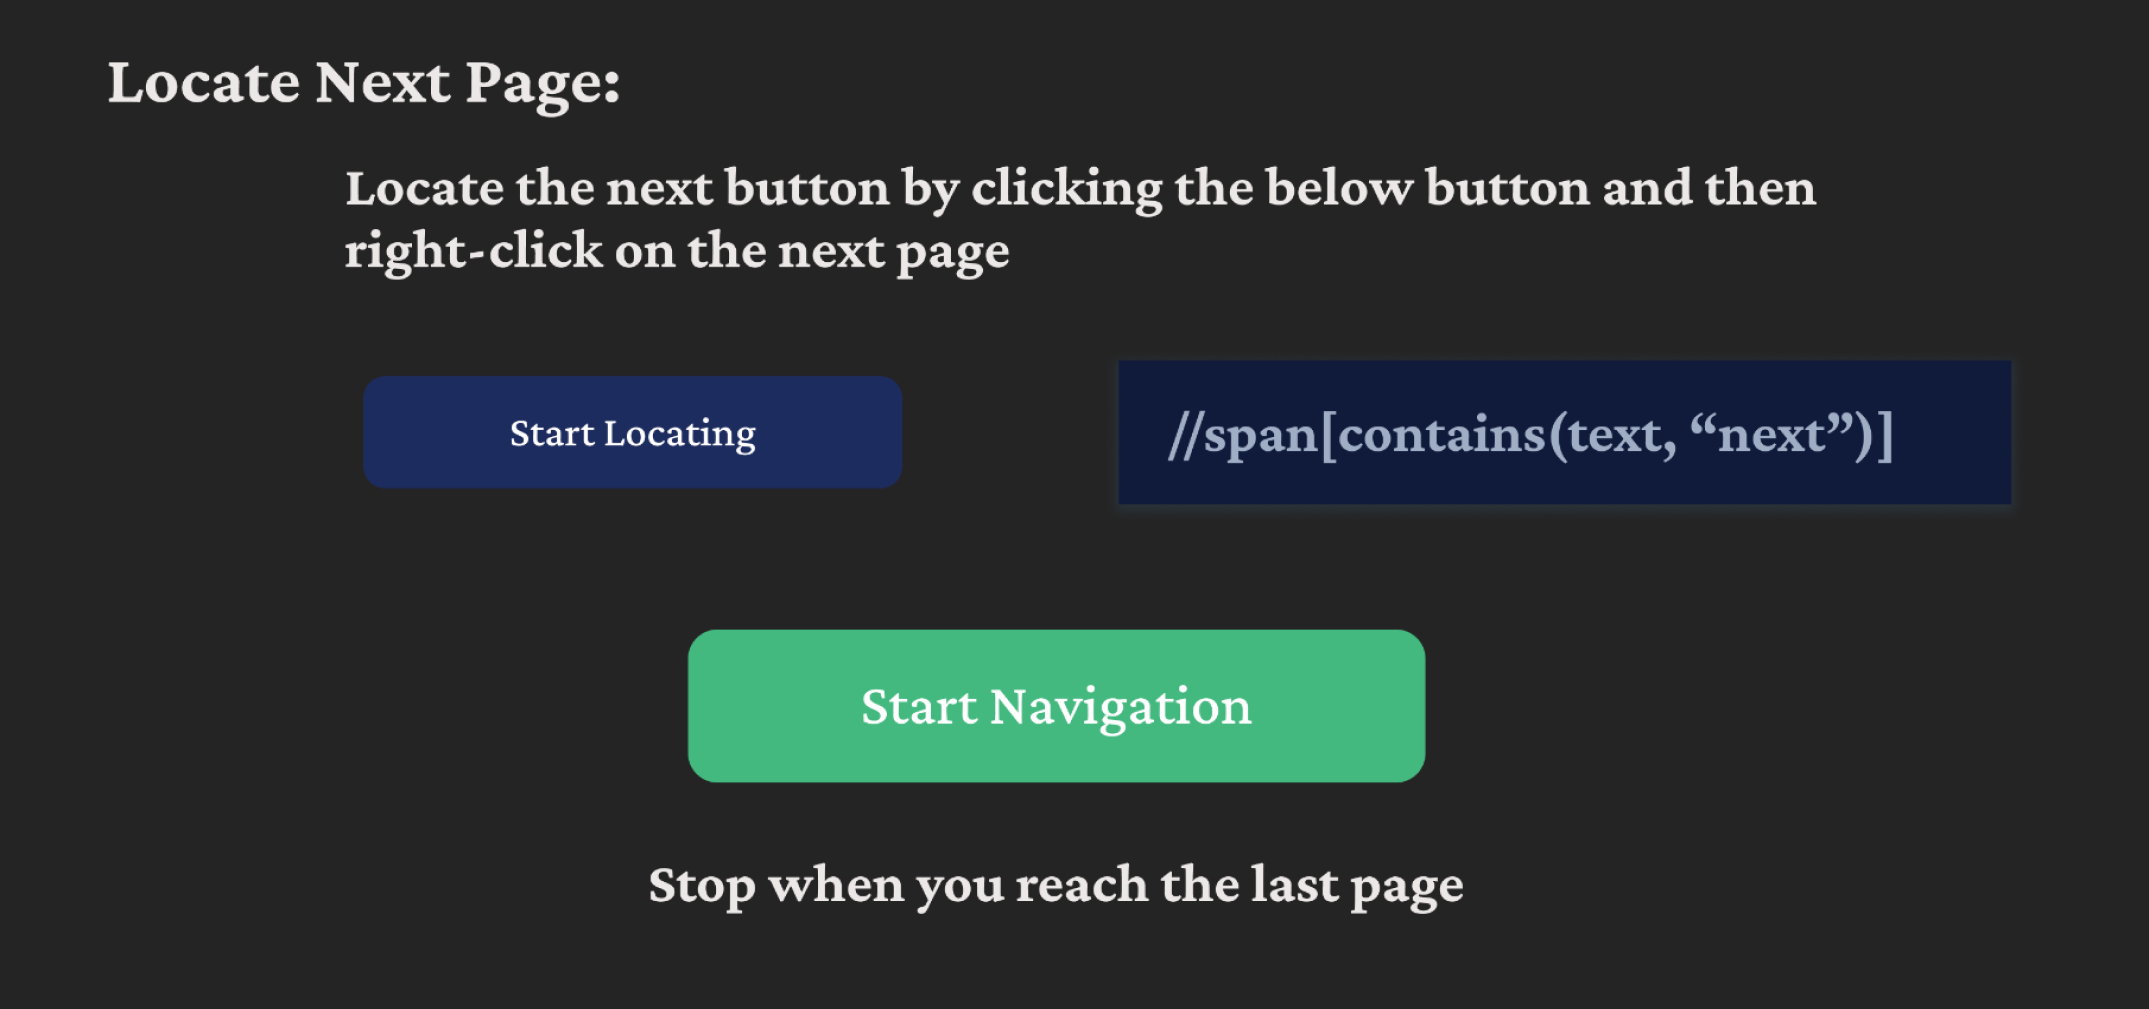 Locate Next Page:
Locate the next button by clicking the below button and then
right-click on the next page
Start Locating
//span[contains(text, “next”)]
Start Navigation
Stop when you reach the last page